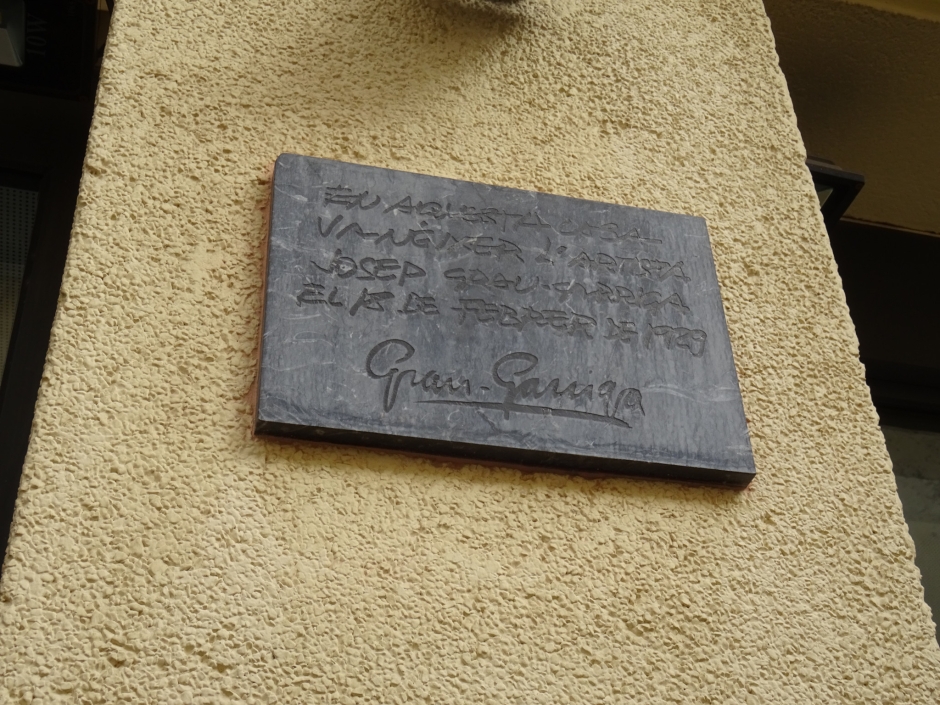 EN AQUESTA CASA
VA NÉIXER L'ARTISTA
JOSEP GRAU-GARRIGA
EL 18 DE FEBRER DE 1929
Grau-Garriga